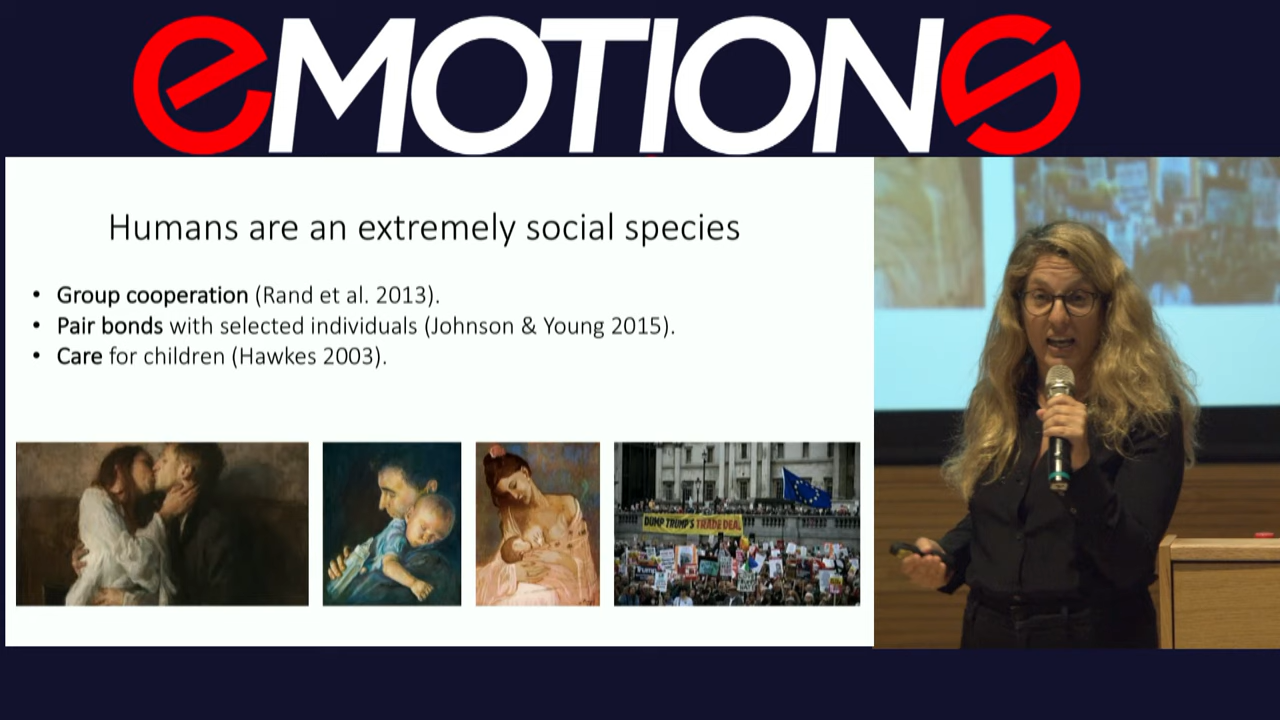 eMOTIONS
Humans are an extremely social species
• Group cooperation (Rand et al. 2013).
• Pair bonds with selected individuals (Johnson & Young 2015).
• Care for children (Hawkes 2003).
DUMP TRUMP'S TRADE DEAL